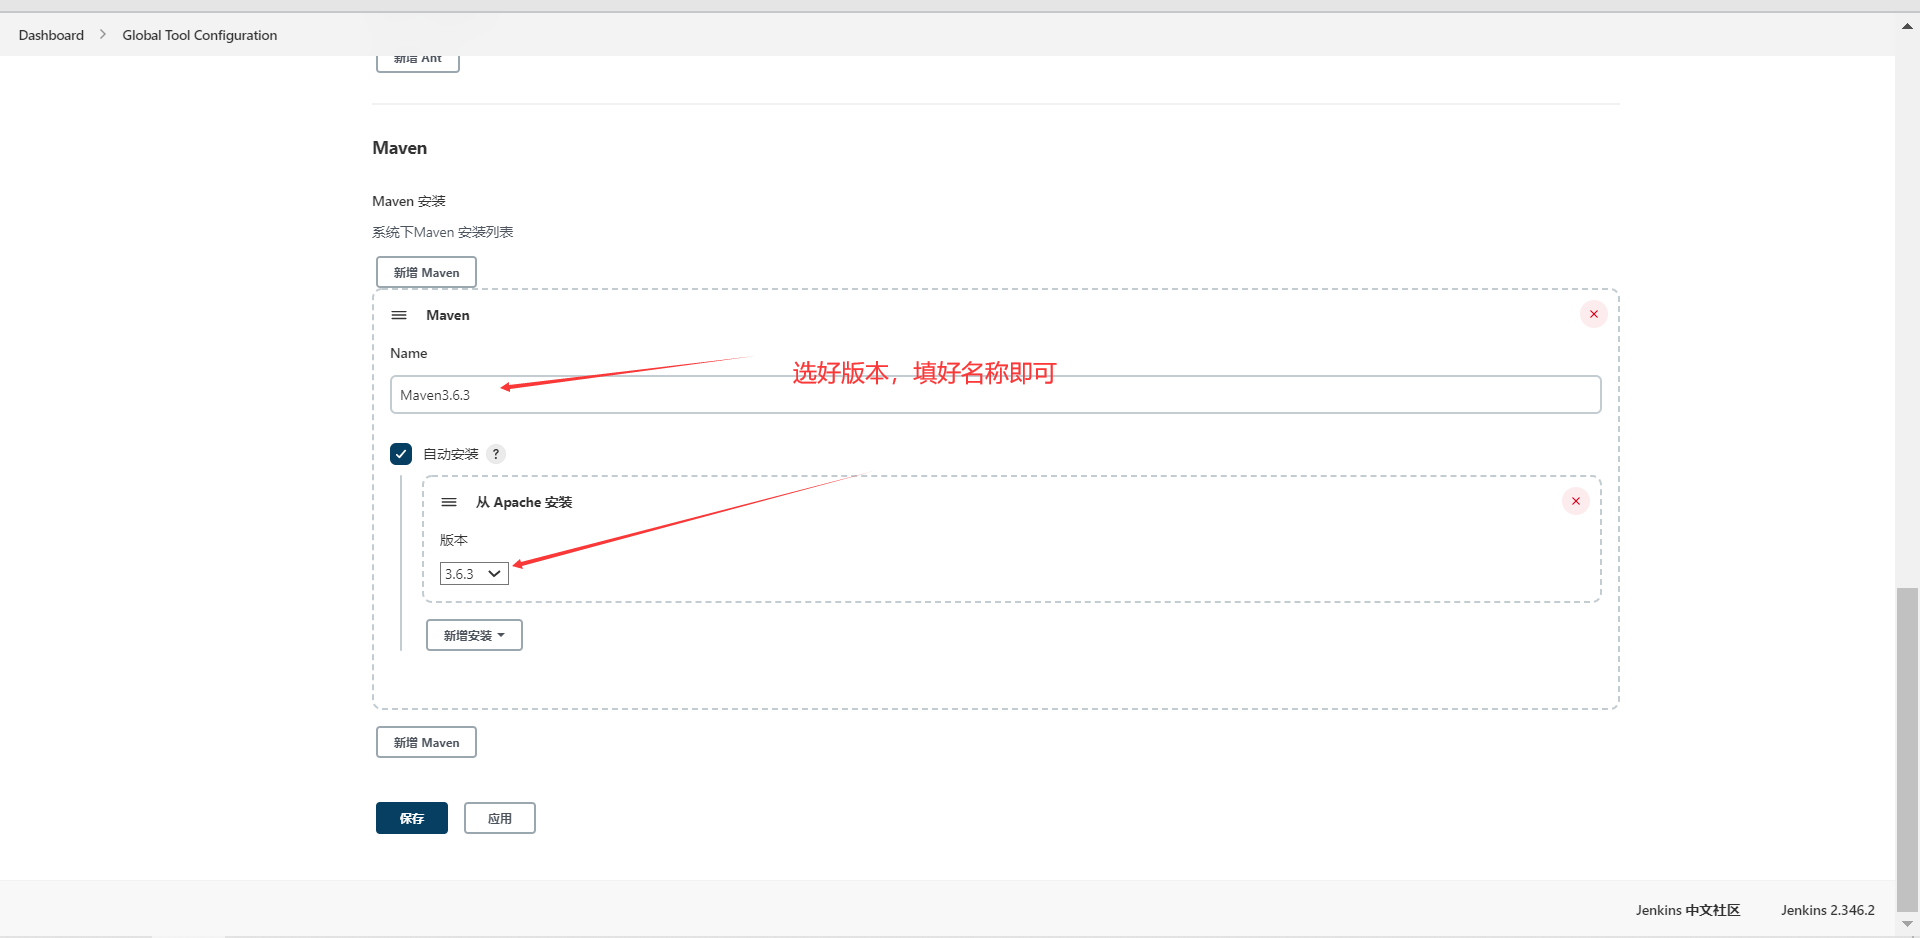 Dashboard
Global Tool Configuration
新增 Ant
Maven
Maven 安装
系统下Maven 安装列表
新增 Maven
Maven
Name
选好版本，填好名称即可
Maven3.6.3
自动安装 ?
从 Apache 安装
版本
3.6.3
新增安装
新增 Maven
保存
应用
Jenkins 中文社区
Jenkins 2.346.2